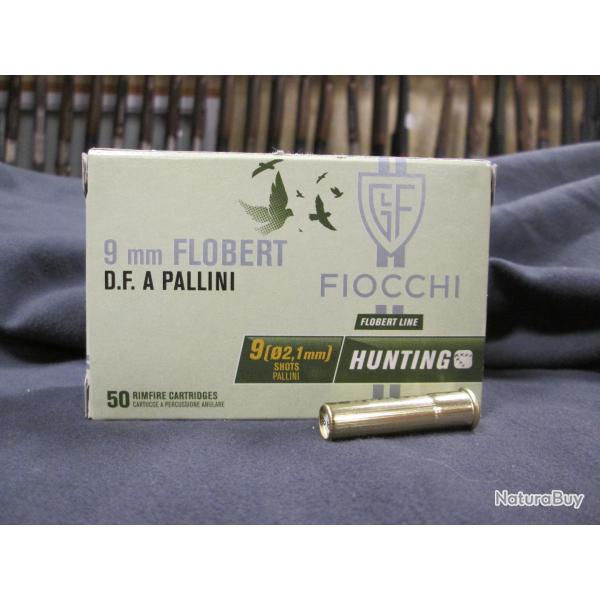 9 mm FLOBERT
D.F. A PALLINI
GFL
FIOCCHI
FLOBERT LINE
9(Ø2,1mm)
SHOTS
PALLINI
HUNTING
50 RIMFIRE CARTRIDGES
CARTUCCE A PERCUSSIONE ANULARE
NaturaBuy